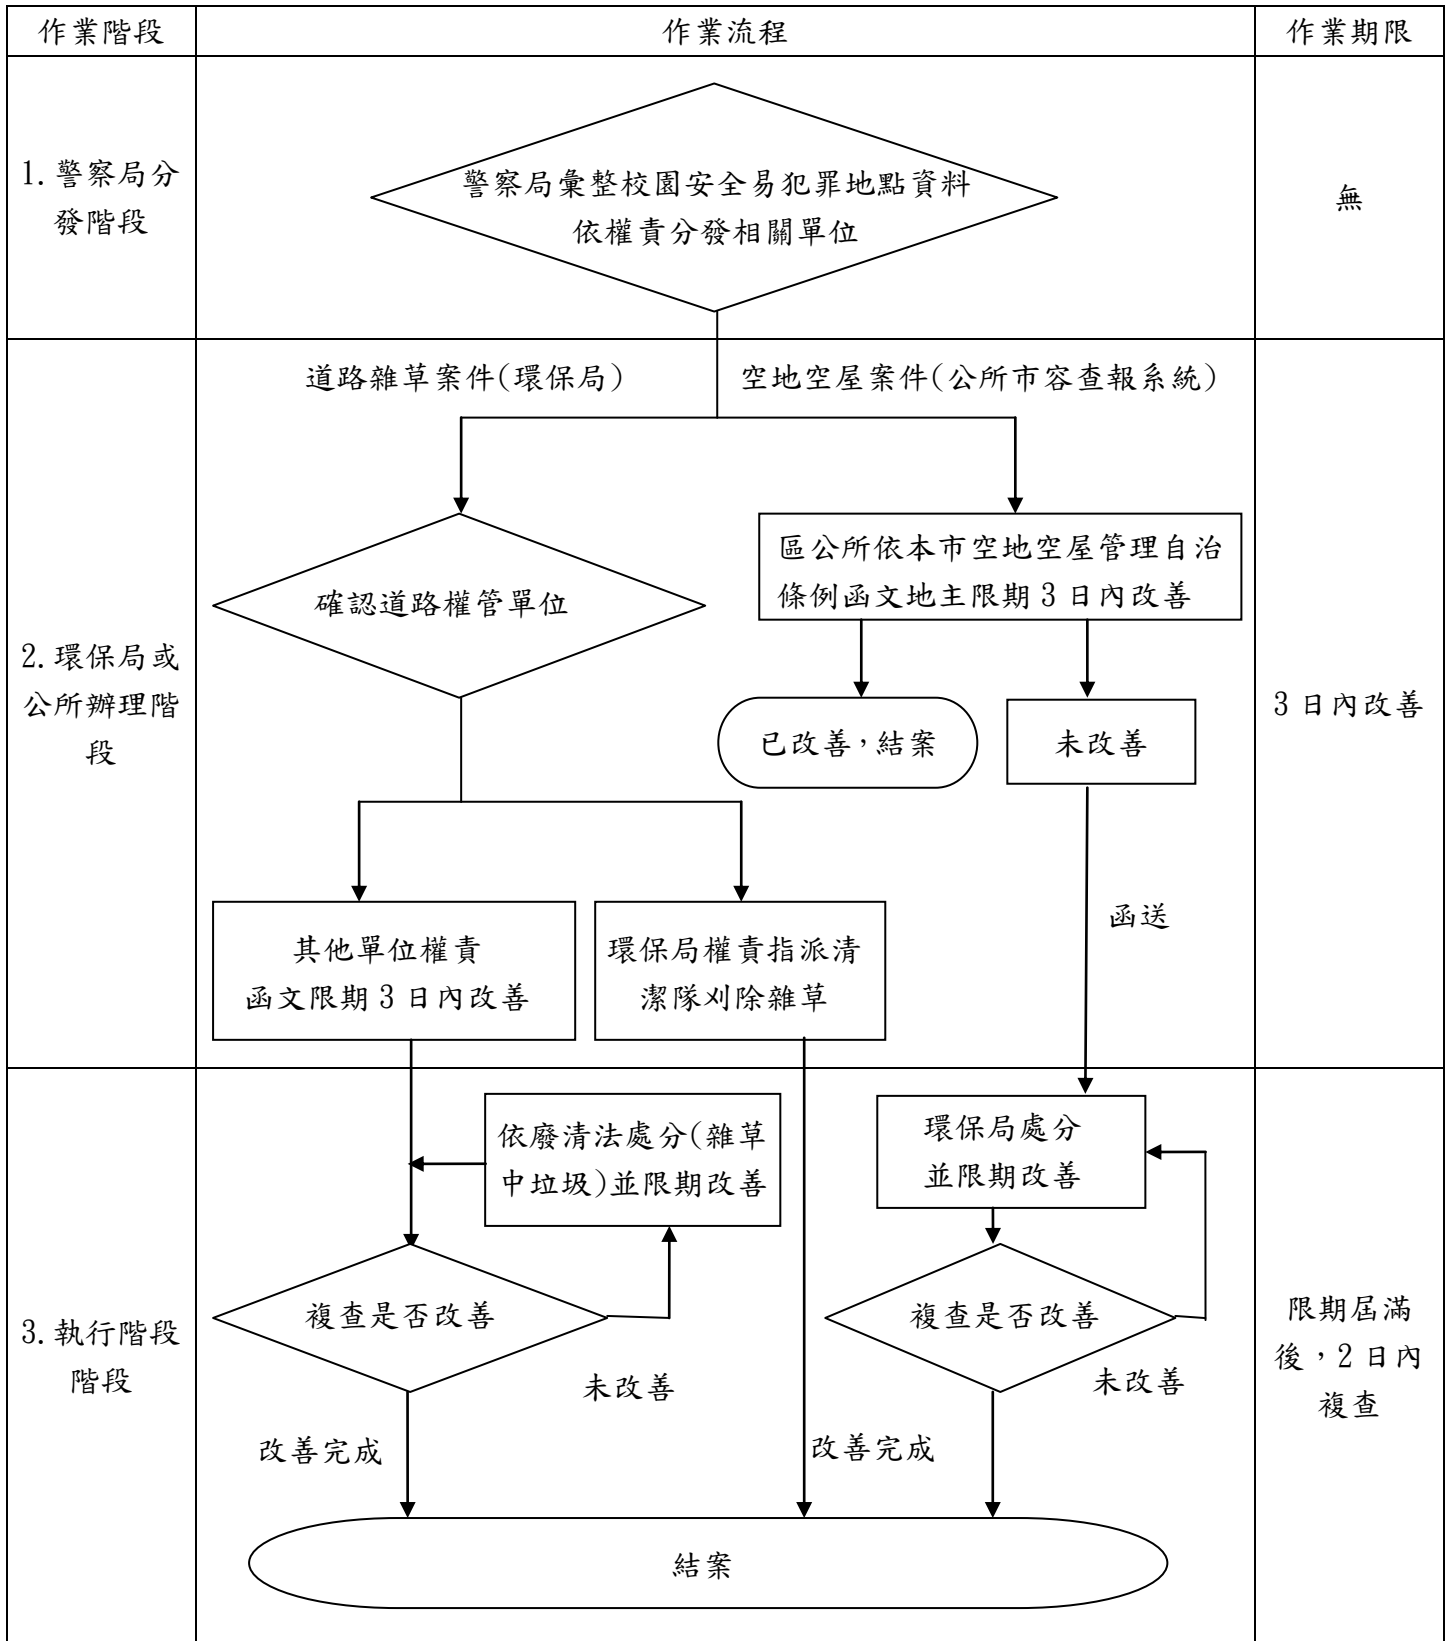 作業階段
作業流程
作業期限
1.警察局分
發階段
警察局彙整校園安全易犯罪地點資料
依權責分發相關單位
無
2.環保局或
公所辦理階
段
道路雜草案件(環保局)
空地空屋案件(公所市容查報系統)
確認道路權管單位
區公所依本市空地空屋管理自治
條例函文地主限期3日內改善
已改善，結案
未改善
3日內改善
其他單位權責
函文限期3日內改善
環保局權責指派清
潔隊刈除雜草
函送
3.執行階段
階段
依廢清法處分(雜草
中垃圾)並限期改善
環保局處分
並限期改善
複查是否改善
未改善
改善完成
複查是否改善
未改善
改善完成
限期屆滿
後，2日內
複查
結案